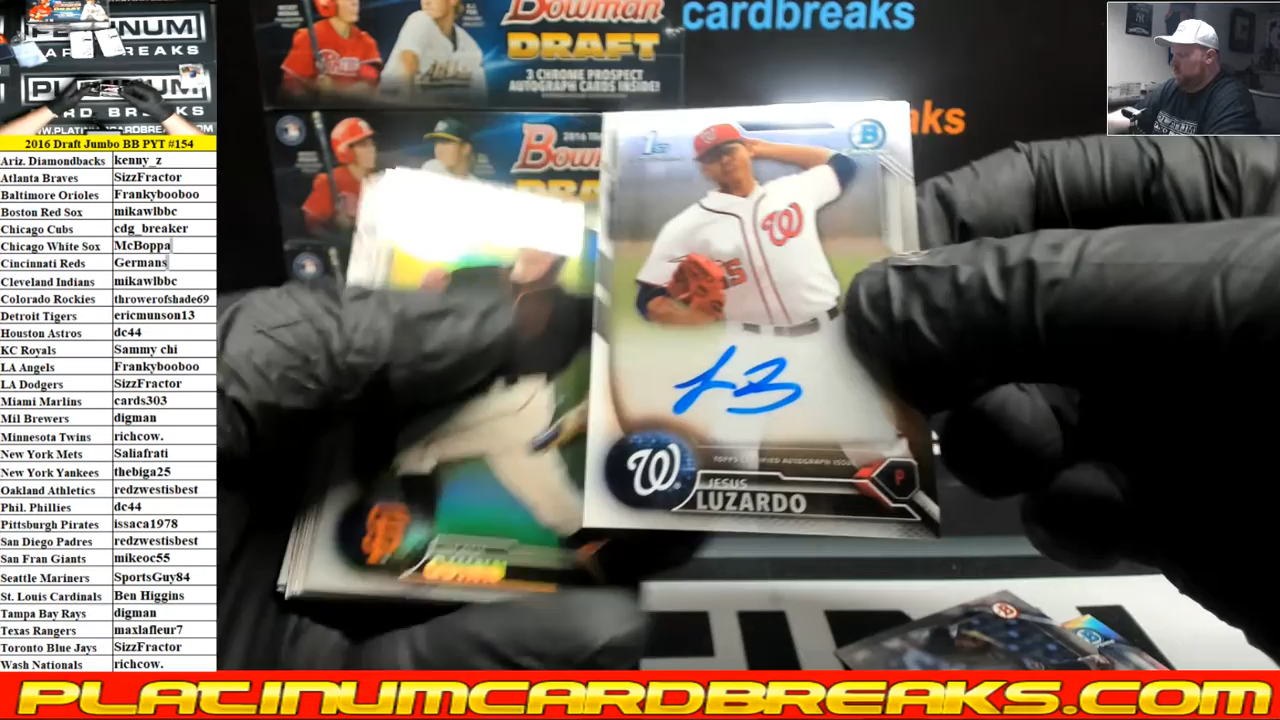 PLATINUM
CARD BREAKS
PLATINUM
CARD BREAKS
WWW.PLATINUMCARDBREAKS.COM
2016 Draft Jumbo BB PYT #154
Ariz. Diamondbacks kenny_z
Atlanta Braves SizzFractor
Baltimore Orioles Frankybooboo
Boston Red Sox mikawlbbc
Chicago Cubs cdg_breaker
Chicago White Sox McBoppa
Cincinnati Reds Germans
Cleveland Indians mikawlbbc
Colorado Rockies throwerofshade69
Detroit Tigers ericmunson13
Houston Astros dc44
KC Royals Sammy chi
LA Angels Frankybooboo
LA Dodgers SizzFractor
Miami Marlins cards303
Mil Brewers digman
Minnesota Twins richcow.
New York Mets Saliafrati
New York Yankees thebiga25
Oakland Athletics redzwestisbest
Phil. Phillies dc44
Pittsburgh Pirates issaca1978
San Diego Padres redzwestisbest
San Fran Giants mikeoc55
Seattle Mariners SportsGuy84
St. Louis Cardinals Ben Higgins
Tampa Bay Rays digman
Texas Rangers maxlafleur7
Toronto Blue Jays SizzFractor
Wash Nationals richcow.
Bowman
DRAFT
3 CHROME PROSPECT
AUTOGRAPH CARDS INSIDE!
cardbreaks
Bowm
2016
aks
1st
B
W
W
TOPPS CERTIFIED AUTOGRAPH ISSUE
JESUS
LUZARDO
P
PLATINUMCARDBREAKS.COM